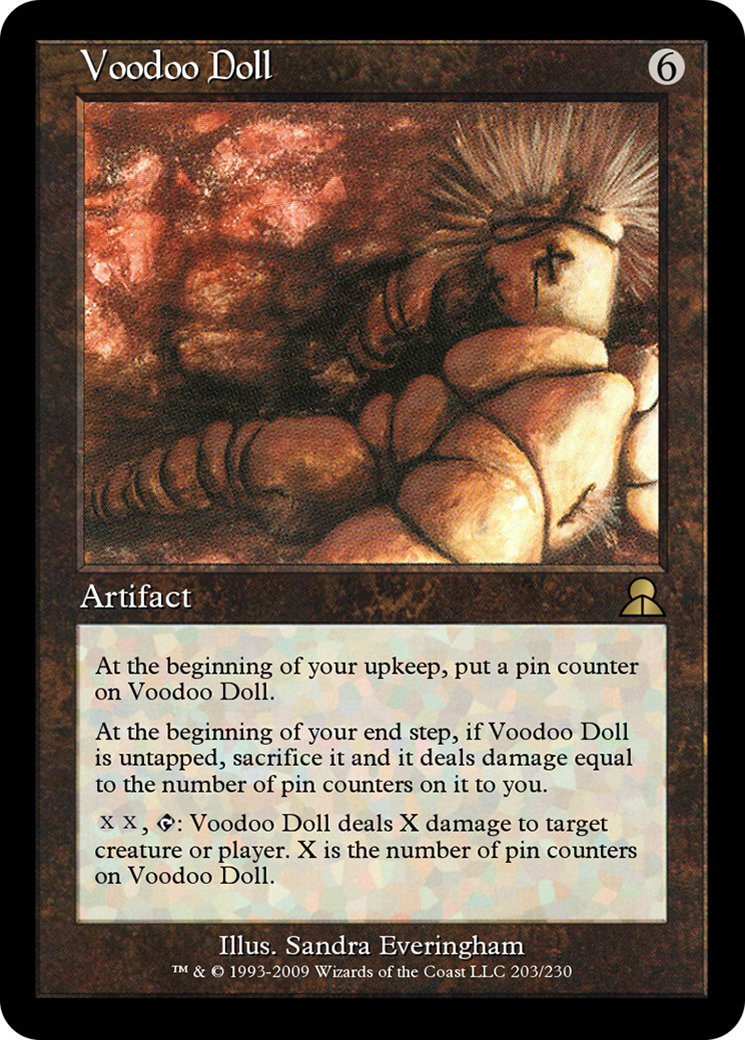 Voodoo Doll
6
Artifact
At the beginning of your upkeep, put a pin counter
on Voodoo Doll.
At the beginning of your end step, if Voodoo Doll
is untapped, sacrifice it and it deals damage equal
to the number of pin counters on it to you.
X X, : Voodoo Doll deals X damage to target
creature or player. X is the number of pin counters
on Voodoo Doll.
Illus. Sandra Everingham
™ & © 1993-2009 Wizards of the Coast LLC 203/230